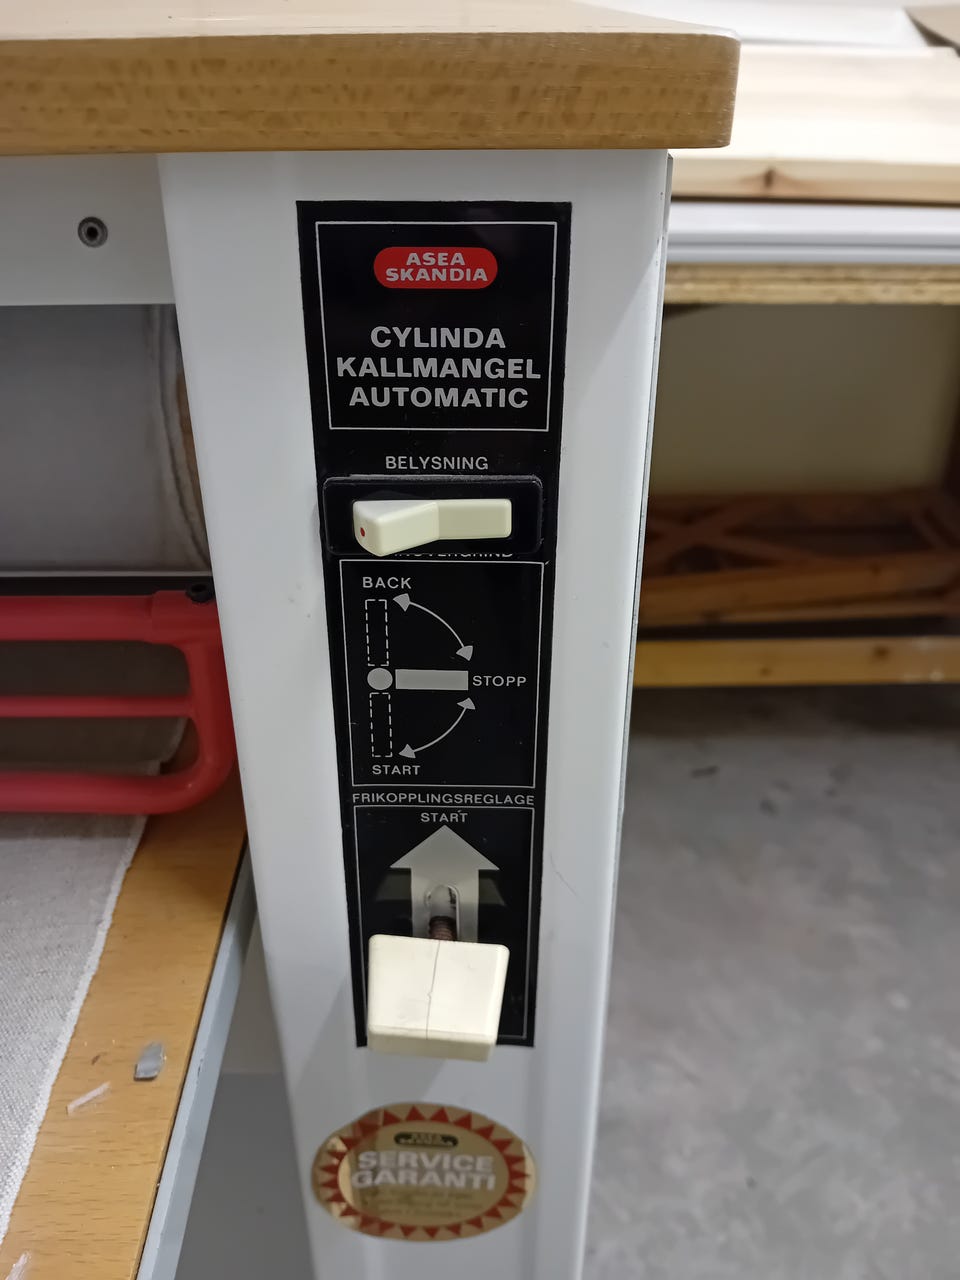 ASEA
SKANDIA
CYLINDA
KALLMANGEL
AUTOMATIC
BELYSNING
BACK
STOPP
START
FRIKOPPLINGSREGLAGE
START
SERVICE
GARANTI